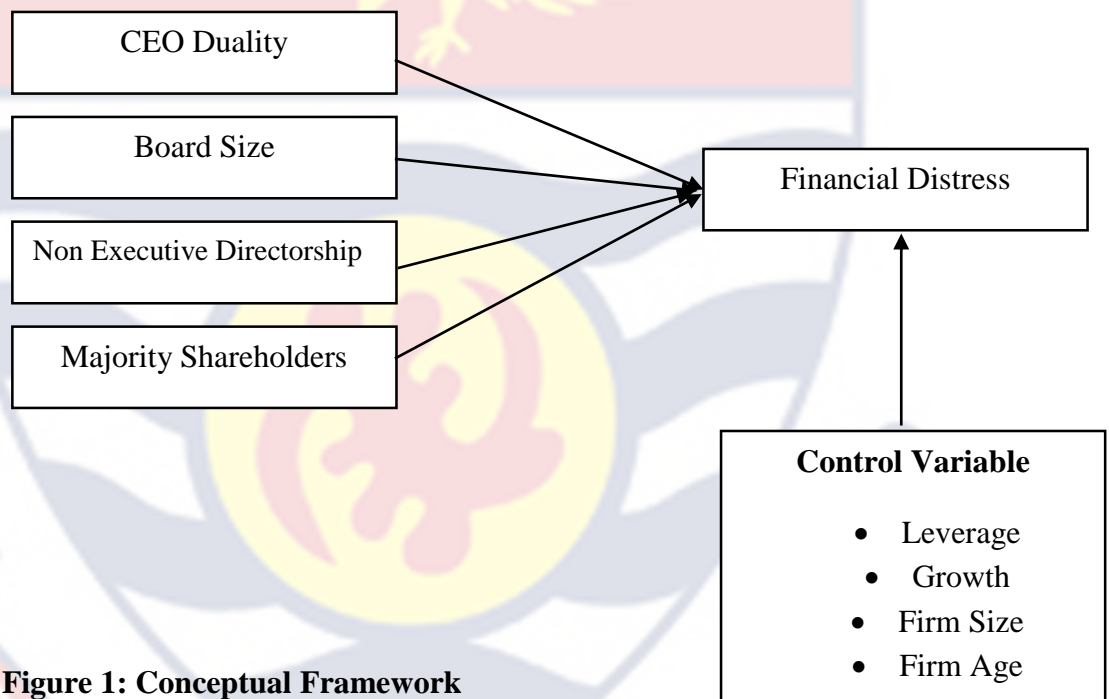 CEO Duality
Board Size
Non Executive Directorship
Majority Shareholders
Financial Distress
Control Variable
• Leverage
• Growth
• Firm Size
• Firm Age
Figure 1: Conceptual Framework